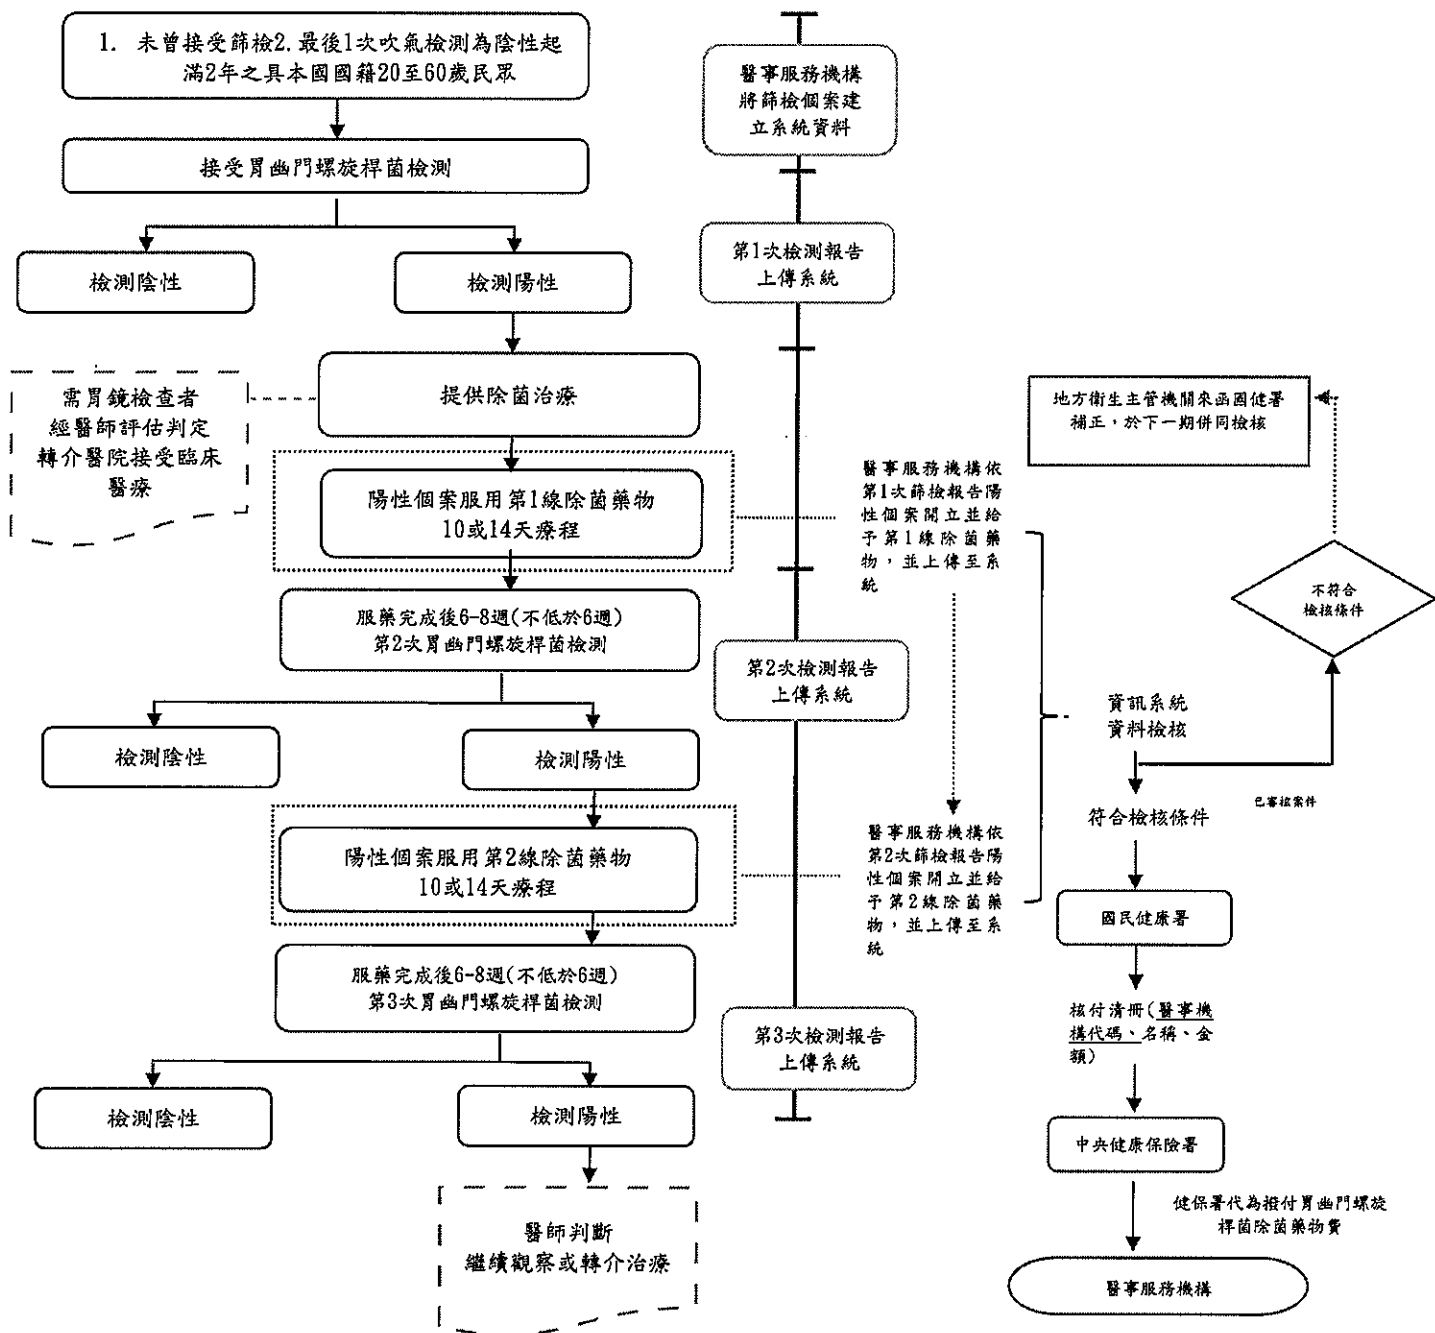 1. 未曾接受篩檢2.最後1次吹氣檢測為陰性起
滿2年之具本國國籍20至60歲民眾
接受胃幽門螺旋桿菌檢測
檢測陰性
檢測陽性
提供除菌治療
需胃鏡檢查者
經醫師評估判定
轉介醫院接受臨床
醫療
陽性個案服用第1線除菌藥物
10或14天療程
服藥完成後6-8週(不低於6週)
第2次胃幽門螺旋桿菌檢測
檢測陰性
檢測陽性
陽性個案服用第2線除菌藥物
10或14天療程
服藥完成後6-8週(不低於6週)
第3次胃幽門螺旋桿菌檢測
檢測陰性
檢測陽性
醫師判斷
繼續觀察或轉介治療
醫事服務機構
將篩檢個案建
立系統資料
第1次檢測報告
上傳系統
第2次檢測報告
上傳系統
第3次檢測報告
上傳系統
醫事服務機構依
第1次篩檢報告陽
性個案開立並給
予第1線除菌藥
物，並上傳至系
統
醫事服務機構依
第2次篩檢報告陽
性個案開立並給
予第2線除菌藥
物，並上傳至系
統
地方衛生主管機關來函國健署
補正，於下一期併同檢核
不符合
檢核條件
資訊系統
資料檢核
已審核案件
符合檢核條件
國民健康署
核付清冊(醫事機
構代碼、名稱、金
額)
中央健康保險署
健保署代為撥付胃幽門螺旋
桿菌除菌藥物費
醫事服務機構